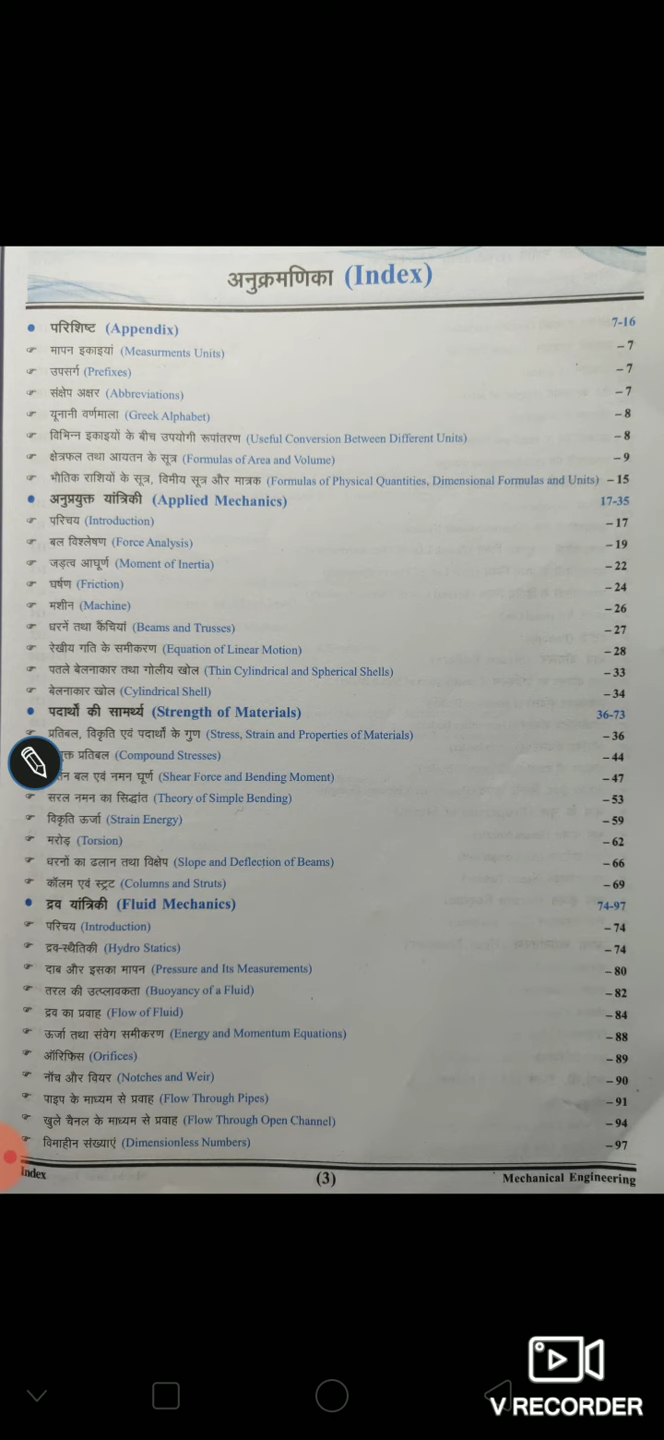 अनुक्रमणिका (Index)
• परिशिष्ट (Appendix) 7-16
☞ मापन इकाइयां (Measurments Units) – 7
☞ उपसर्ग (Prefixes) – 7
☞ संक्षेप अक्षर (Abbreviations) – 7
☞ यूनानी वर्णमाला (Greek Alphabet) – 8
☞ विभिन्न इकाइयों के बीच उपयोगी रूपांतरण (Useful Conversion Between Different Units) – 8
☞ क्षेत्रफल तथा आयतन के सूत्र (Formulas of Area and Volume) – 9
☞ भौतिक राशियों के सूत्र, विमीय सूत्र और मात्रक (Formulas of Physical Quantities, Dimensional Formulas and Units) – 15
• अनुप्रयुक्त यांत्रिकी (Applied Mechanics) 17-35
☞ परिचय (Introduction) – 17
☞ बल विश्लेषण (Force Analysis) – 19
☞ जड़त्व आघूर्ण (Moment of Inertia) – 22
☞ घर्षण (Friction) – 24
☞ मशीन (Machine) – 26
☞ धरनें तथा कैंचियां (Beams and Trusses) – 27
☞ रेखीय गति के समीकरण (Equation of Linear Motion) – 28
☞ पतले बेलनाकार तथा गोलीय खोल (Thin Cylindrical and Spherical Shells) – 33
☞ बेलनाकार खोल (Cylindrical Shell) – 34
• पदार्थों की सामर्थ्य (Strength of Materials) 36-73
☞ प्रतिबल, विकृति एवं पदार्थों के गुण (Stress, Strain and Properties of Materials) – 36
प्रतिबल (Compound Stresses) – 44
बल एवं नमन घूर्ण (Shear Force and Bending Moment) – 47
☞ सरल नमन का सिद्धांत (Theory of Simple Bending) – 53
☞ विकृति ऊर्जा (Strain Energy) – 59
☞ मरोड़ (Torsion) – 62
☞ धरनों का ढलान तथा विक्षेप (Slope and Deflection of Beams) – 66
☞ कॉलम एवं स्ट्रट (Columns and Struts) – 69
• द्रव यांत्रिकी (Fluid Mechanics) 74-97
☞ परिचय (Introduction) – 74
☞ द्रव-स्थैतिकी (Hydro Statics) – 74
☞ दाब और इसका मापन (Pressure and Its Measurements) – 80
☞ तरल की उत्प्लावकता (Buoyancy of a Fluid) – 82
☞ द्रव का प्रवाह (Flow of Fluid) – 84
☞ ऊर्जा तथा संवेग समीकरण (Energy and Momentum Equations) – 88
☞ ऑरिफिस (Orifices) – 89
☞ नॉच और वियर (Notches and Weir) – 90
☞ पाइप के माध्यम से प्रवाह (Flow Through Pipes) – 91
☞ खुले चैनल के माध्यम से प्रवाह (Flow Through Open Channel) – 94
☞ विमाहीन संख्याएं (Dimensionless Numbers) – 97
Index (3) Mechanical Engineering
V RECORDER